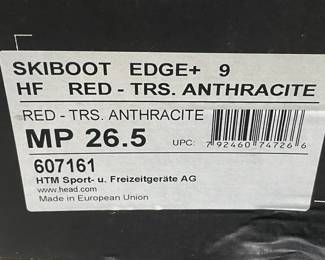 SKIBOOT EDGE+ 9
HF RED - TRS. ANTHRACITE
RED - TRS. ANTHRACITE
MP 26.5
UPC: 7 92460 74726 6
607161
HTM Sport- u. Freizeitgeräte AG
www.head.com
Made in European Union